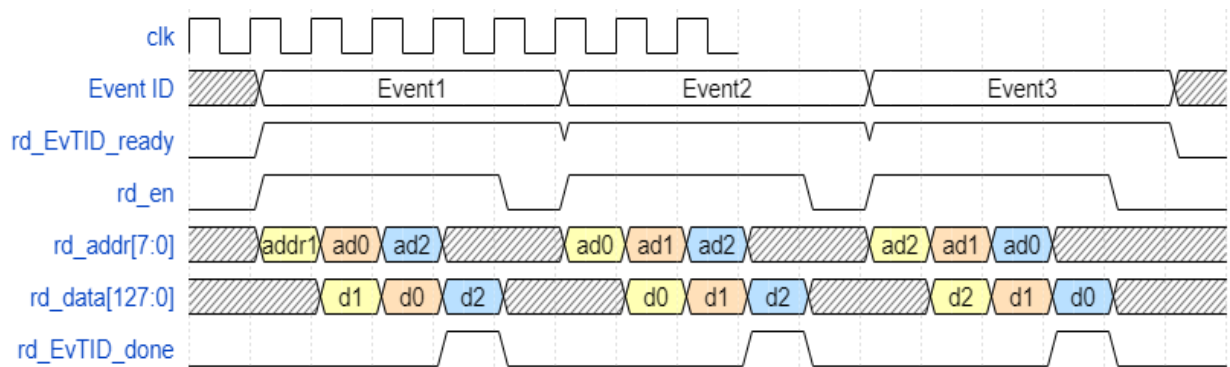 clk
Event ID Event1 Event2 Event3
rd_EvTID_ready
rd_en
rd_addr[7:0] addr1 ad0 ad2 ad0 ad1 ad2 ad2 ad1 ad0
rd_data[127:0] d1 d0 d2 d0 d1 d2 d2 d1 d0
rd_EvTID_done